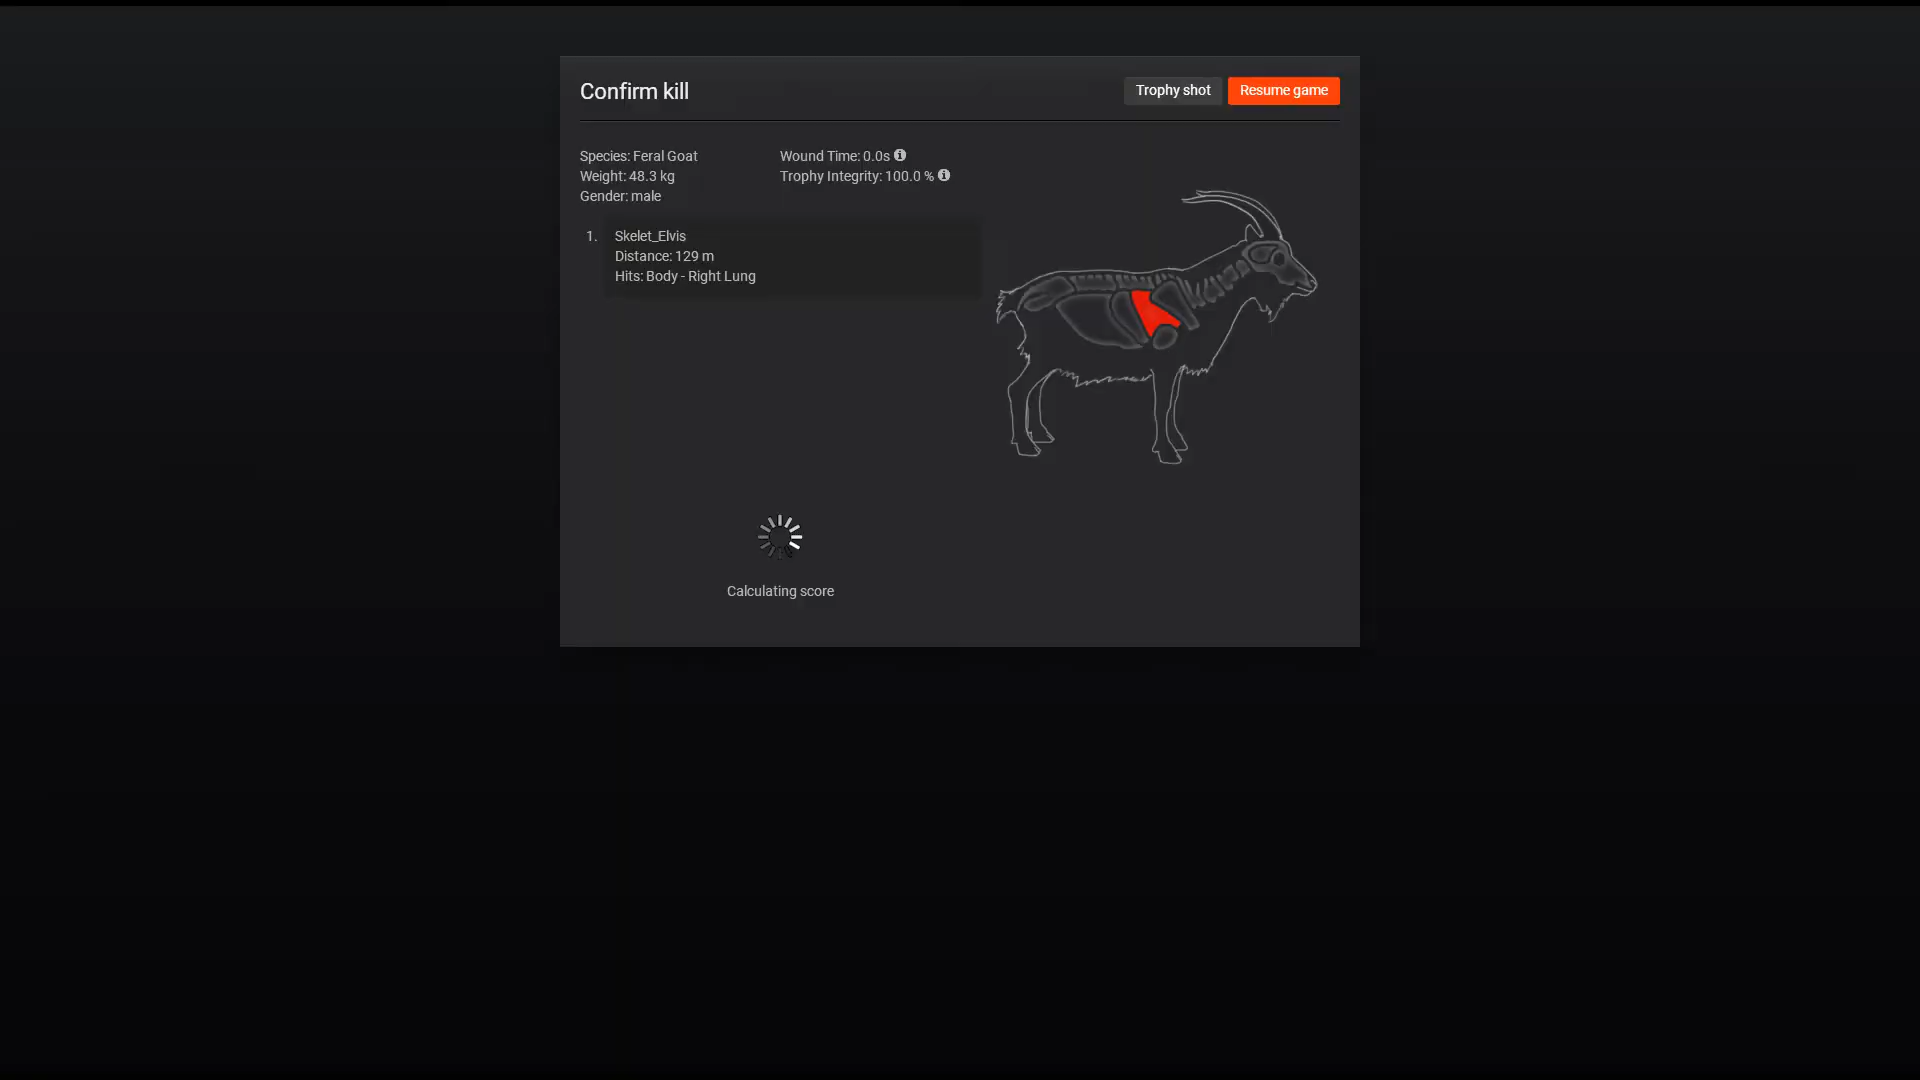 Confirm kill
Trophy shot
Resume game
Species: Feral Goat
Weight: 48.3 kg
Gender: male
Wound Time: 0.0s
Trophy Integrity: 100.0 %
1.
Skelet_Elvis
Distance: 129 m
Hits: Body - Right Lung
Calculating score